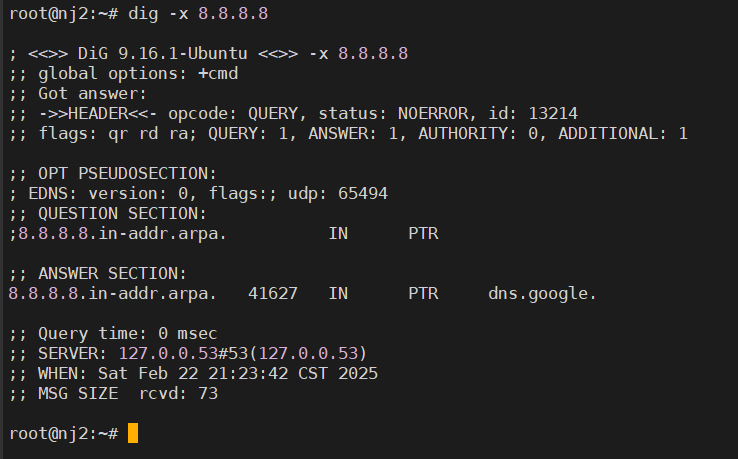 root@nj2:~# dig -x 8.8.8.8

; <<>> DiG 9.16.1-Ubuntu <<>> -x 8.8.8.8
;; global options: +cmd
;; Got answer:
;; ->>HEADER<<- opcode: QUERY, status: NOERROR, id: 13214
;; flags: qr rd ra; QUERY: 1, ANSWER: 1, AUTHORITY: 0, ADDITIONAL: 1

;; OPT PSEUDOSECTION:
; EDNS: version: 0, flags:; udp: 65494
;; QUESTION SECTION:
;8.8.8.8.in-addr.arpa.          IN      PTR

;; ANSWER SECTION:
8.8.8.8.in-addr.arpa.   41627   IN      PTR     dns.google.

;; Query time: 0 msec
;; SERVER: 127.0.0.53#53(127.0.0.53)
;; WHEN: Sat Feb 22 21:23:42 CST 2025
;; MSG SIZE  rcvd: 73

root@nj2:~#